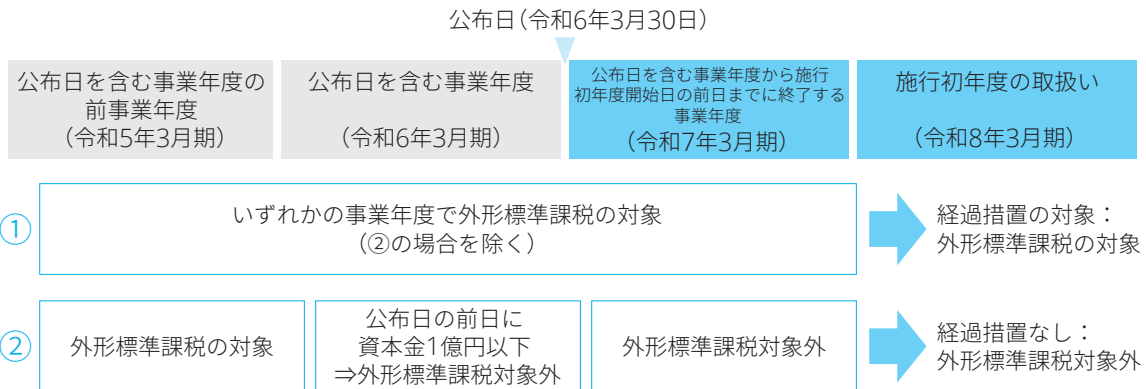 公布日（令和6年3月30日）
公布日を含む事業年度の
前事業年度
（令和5年3月期）
公布日を含む事業年度
（令和6年3月期）
公布日を含む事業年度から施行
初年度開始日の前日までに終了する
事業年度
（令和7年3月期）
施行初年度の取扱い
（令和8年3月期）
①
いずれかの事業年度で外形標準課税の対象
（②の場合を除く）
経過措置の対象：
外形標準課税の対象
②
外形標準課税の対象
公布日の前日に
資本金1億円以下
⇒外形標準課税対象外
外形標準課税対象外
経過措置なし：
外形標準課税対象外